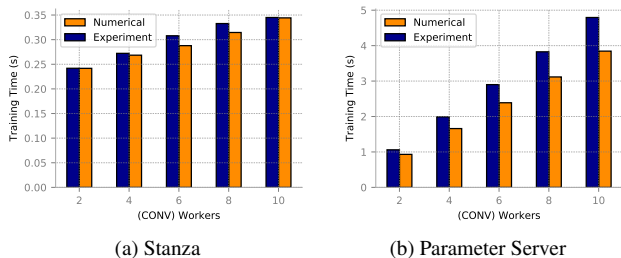 0.35
0.30
0.25
0.20
0.15
0.10
0.05
0.00
Training Time (s)
Numerical
Experiment
2 4 6 8 10
(CONV) Workers
(a) Stanza
5
4
3
2
1
0
Training Time (s)
Numerical
Experiment
2 4 6 8 10
(CONV) Workers
(b) Parameter Server